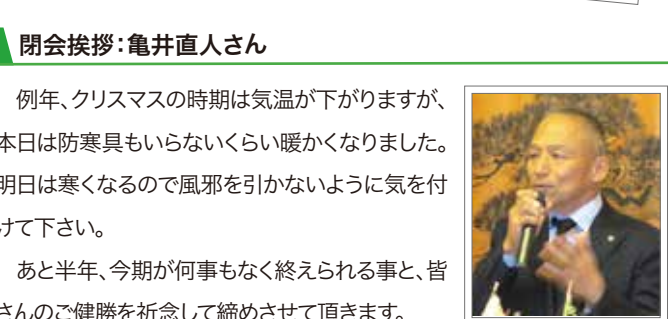 閉会挨拶：亀井直人さん
例年、クリスマスの時期は気温が下がりますが、
本日は防寒具もいらないくらい暖かくなりました。
明日は寒くなるので風邪を引かないように気を付
けて下さい。
あと半年、今期が何事もなく終えられる事と、皆
さんのご健勝を祈念して締めさせて頂きます。